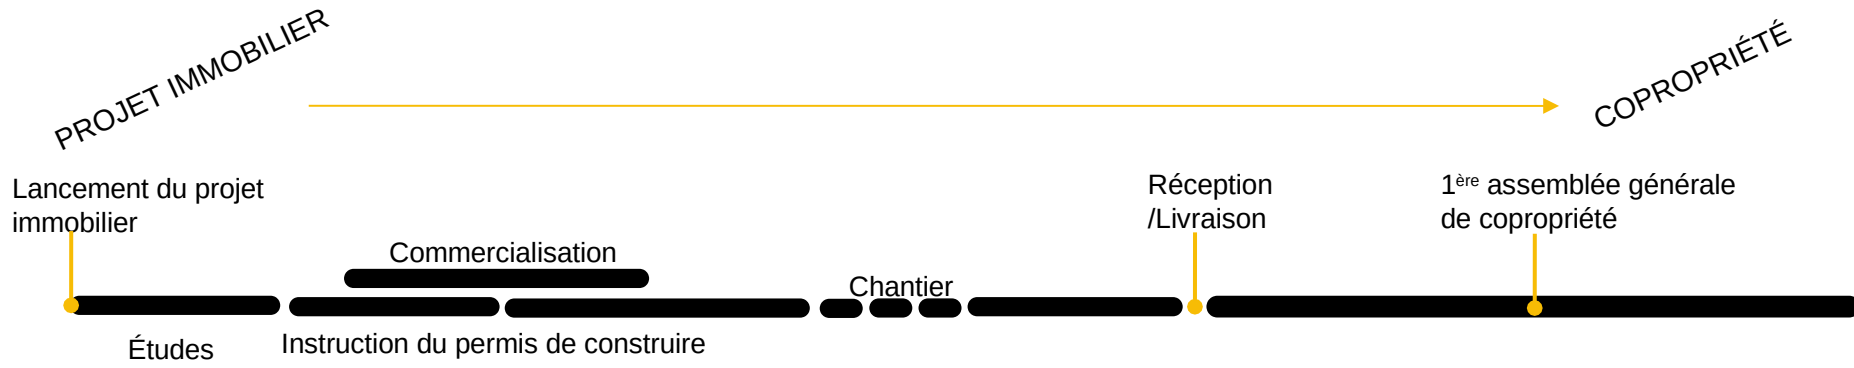 PROJET IMMOBILIER
COPROPRIÉTÉ
Lancement du projet
immobilier
Réception
/Livraison
1ère assemblée générale
de copropriété
Commercialisation
Chantier
Études
Instruction du permis de construire